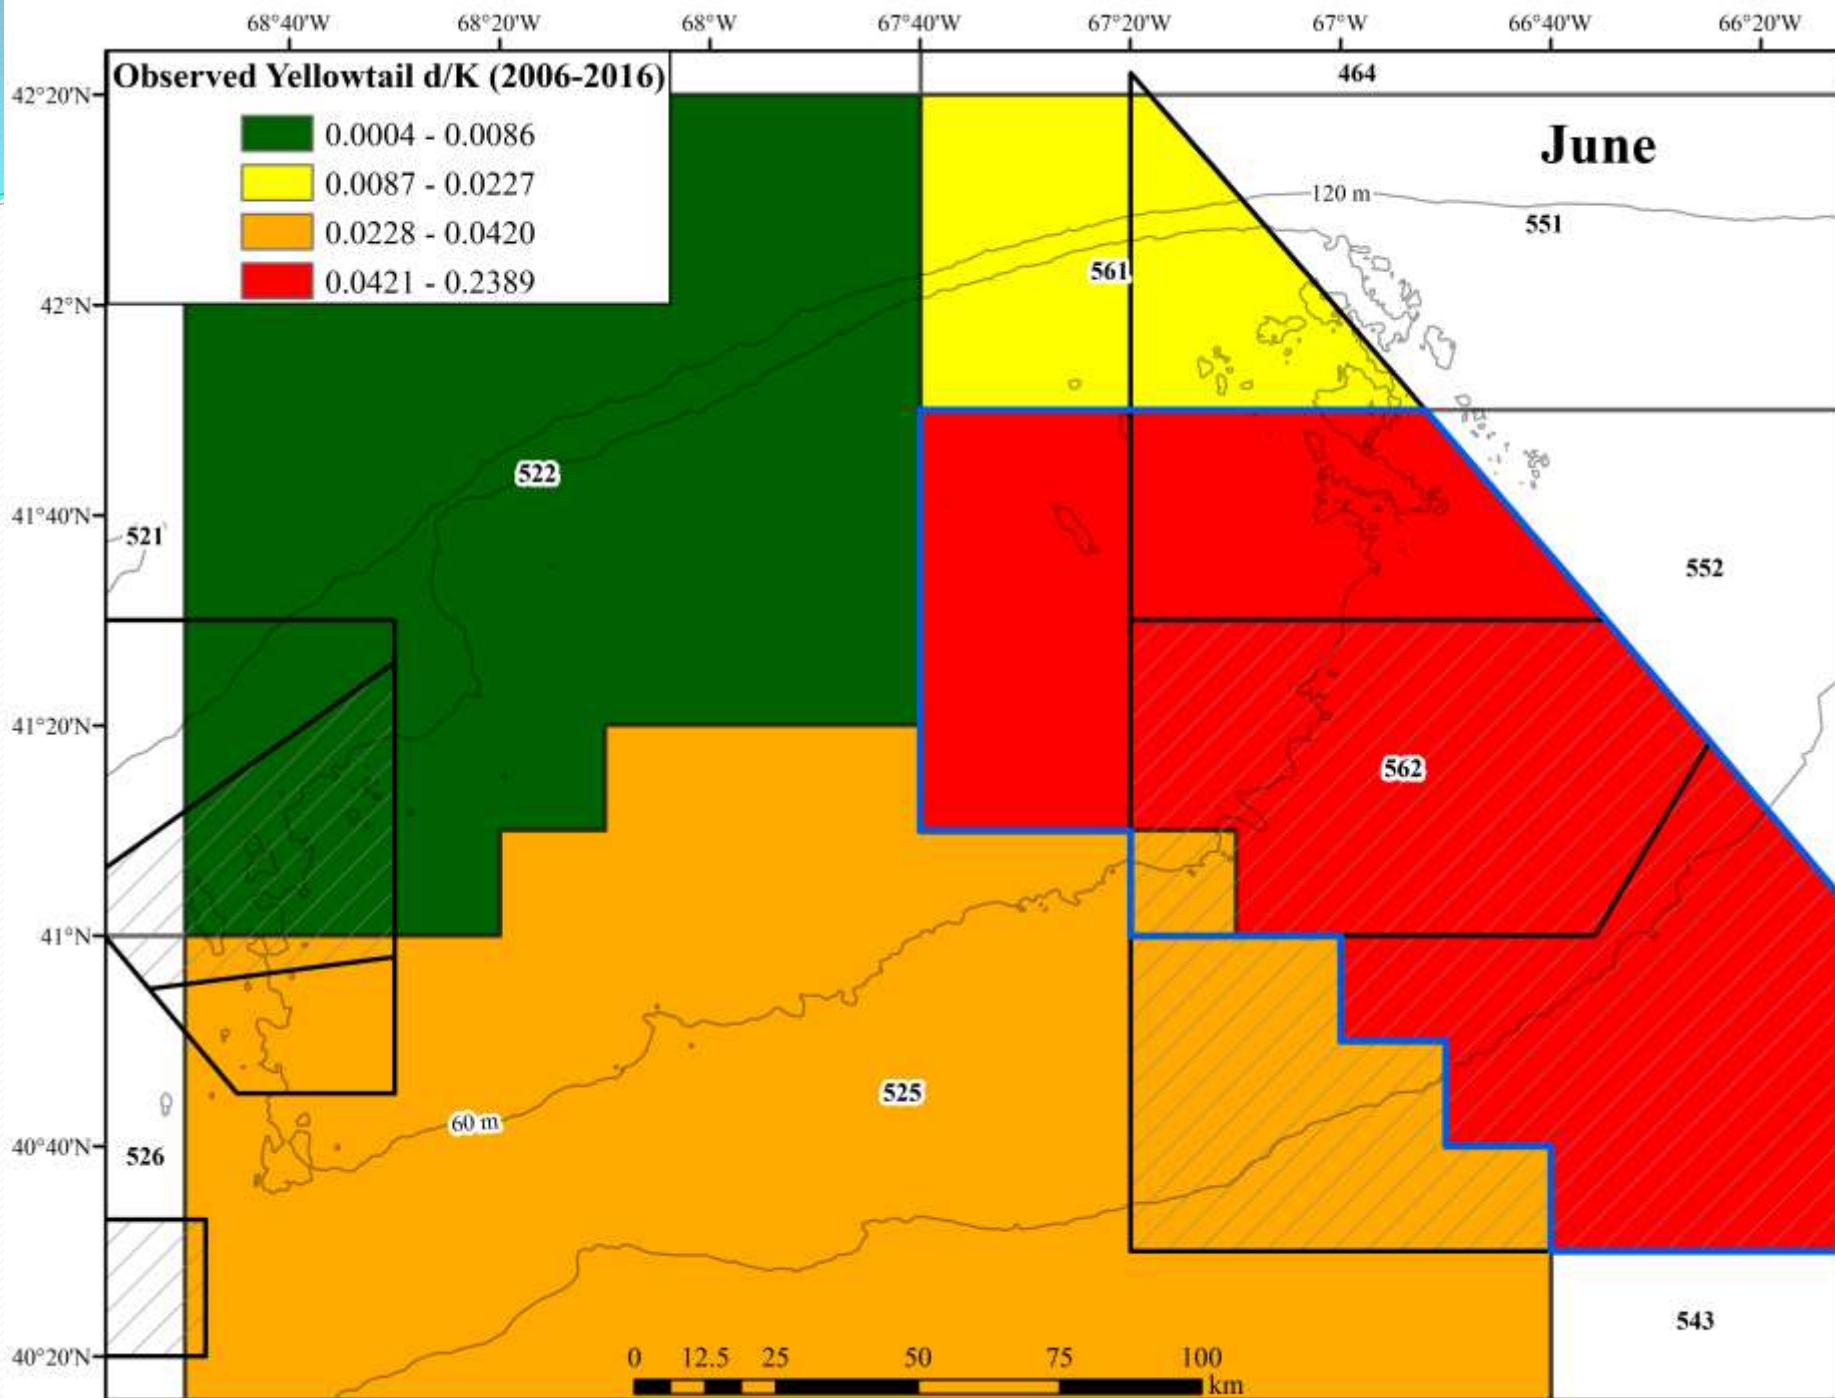 68°40'W 68°20'W 68°W 67°40'W 67°20'W 67°W 66°40'W 66°20'W
Observed Yellowtail d/K (2006-2016)
0.0004 - 0.0086
0.0087 - 0.0227
0.0228 - 0.0420
0.0421 - 0.2389
June
464
42°20'N
120 m
551
561
42°N
522
41°40'N
521
552
41°20'N
562
41°N
525
60 m
40°40'N
526
543
40°20'N
0 12.5 25 50 75 100
km